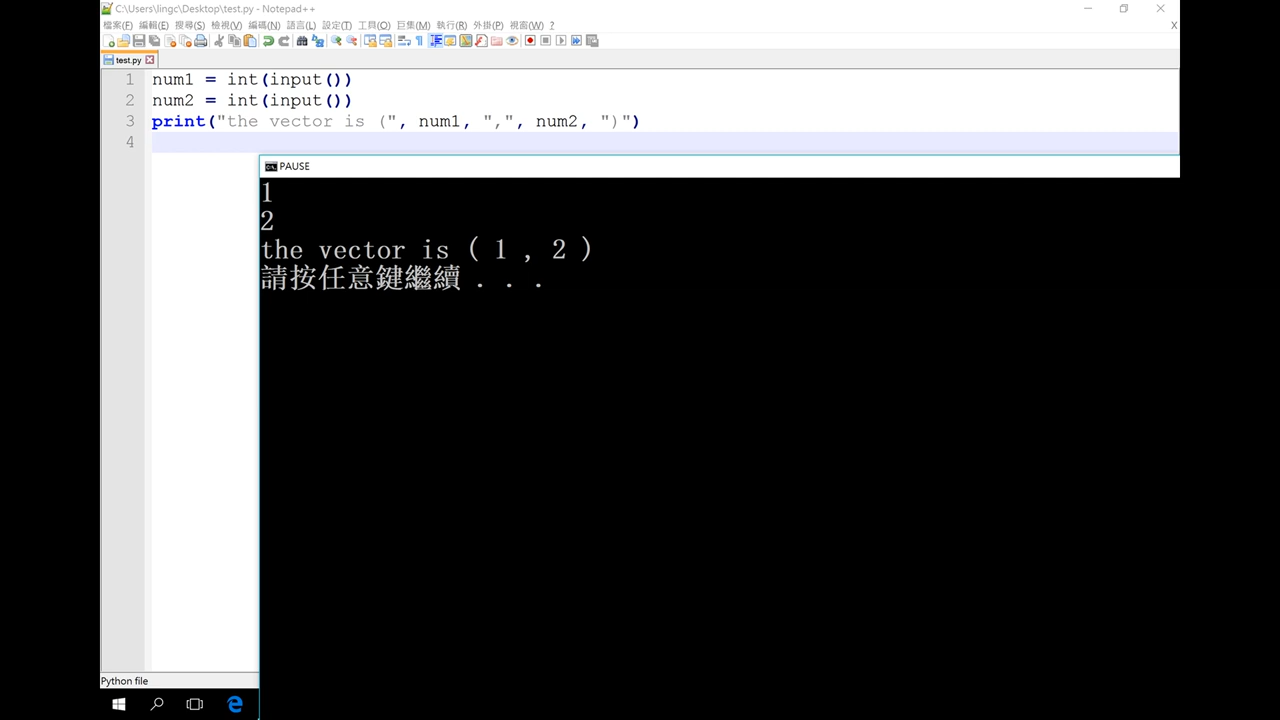 C:\Users\lingc\Desktop\test.py - Notepad++
檔案(F) 編輯(E) 搜尋(S) 檢視(V) 編碼(N) 語言(L) 設定(T) 工具(O) 巨集(M) 執行(R) 外掛(P) 視窗(W) ? X
test.py
1 num1 = int(input())
2 num2 = int(input())
3 print("the vector is (", num1, ",", num2, ")")
4
PAUSE
1
2
the vector is ( 1 , 2 )
請按任意鍵繼續 . . .
Python file